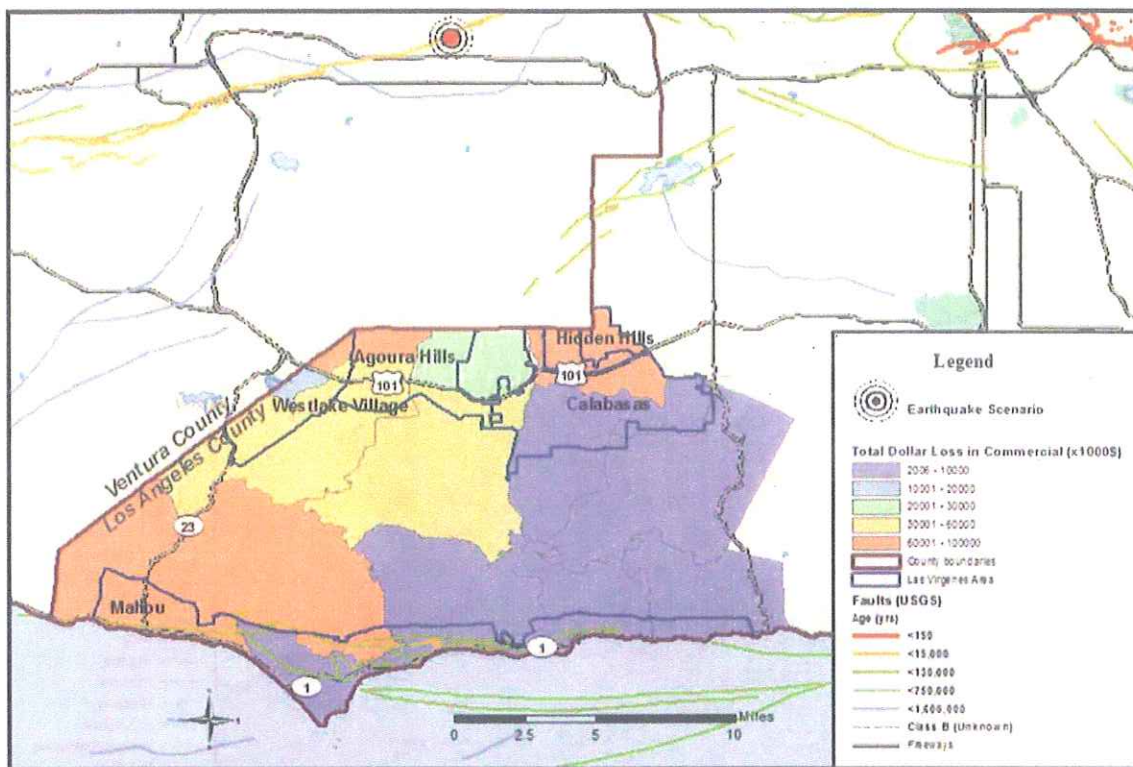 Hidden Hills
Agoura Hills
101
101
Westlake Village
Calabasas
Ventura County
Los Angeles County
23
Malibu
1
1
Miles
0 2.5 5 10
Legend
Earthquake Scenario
Total Dollar Loss in Commercial (x1000$)
2006 - 10000
10001 - 20000
20001 - 30000
30001 - 60000
60001 - 100000
County boundaries
Las Virgenes Area
Faults (USGS)
Age (yrs)
<150
<15,000
<130,000
<750,000
<1,600,000
Class B (Unknown)
Freeways